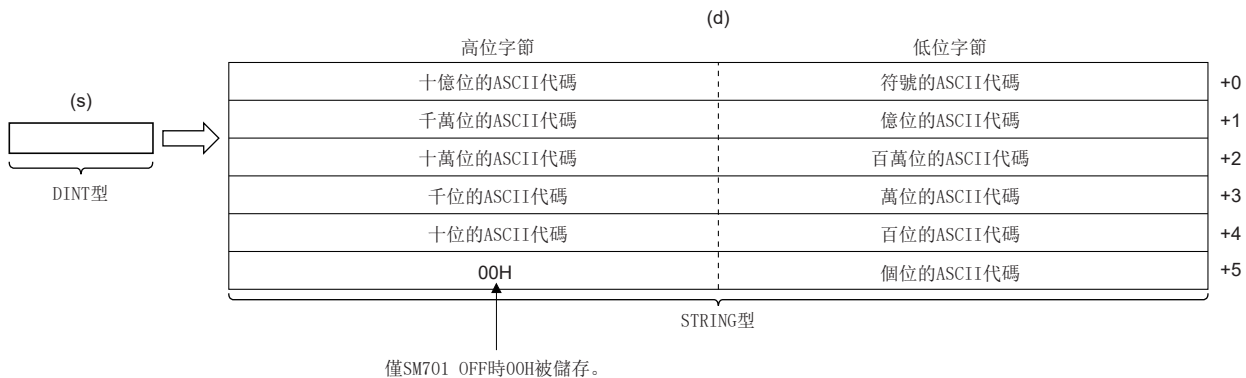 (d)
高位字節 低位字節
十億位的ASCII代碼 符號的ASCII代碼 +0
(s)
千萬位的ASCII代碼 億位的ASCII代碼 +1
十萬位的ASCII代碼 百萬位的ASCII代碼 +2
DINT型
千位的ASCII代碼 萬位的ASCII代碼 +3
十位的ASCII代碼 百位的ASCII代碼 +4
00H 個位的ASCII代碼 +5
STRING型
僅SM701 OFF時00H被儲存。